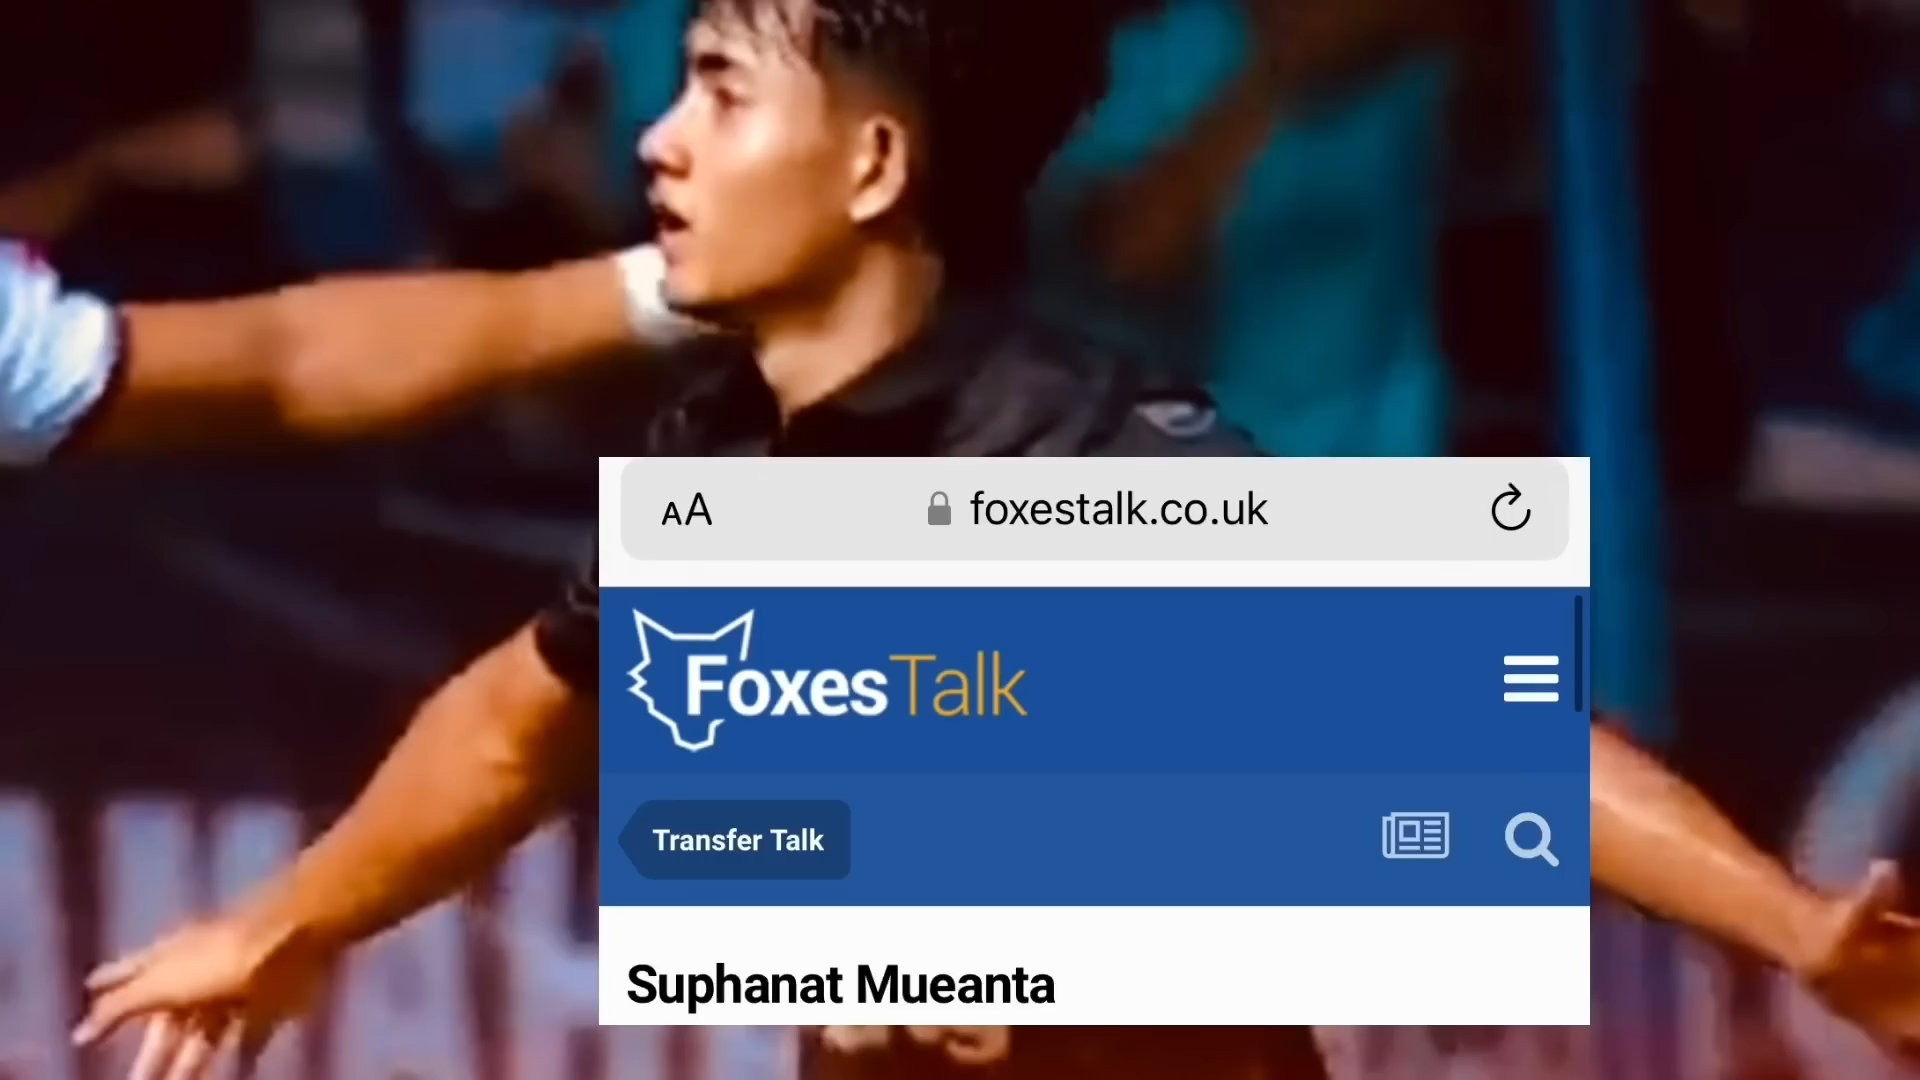 AA
foxestalk.co.uk
FoxesTalk
Transfer Talk
Suphanat Mueanta